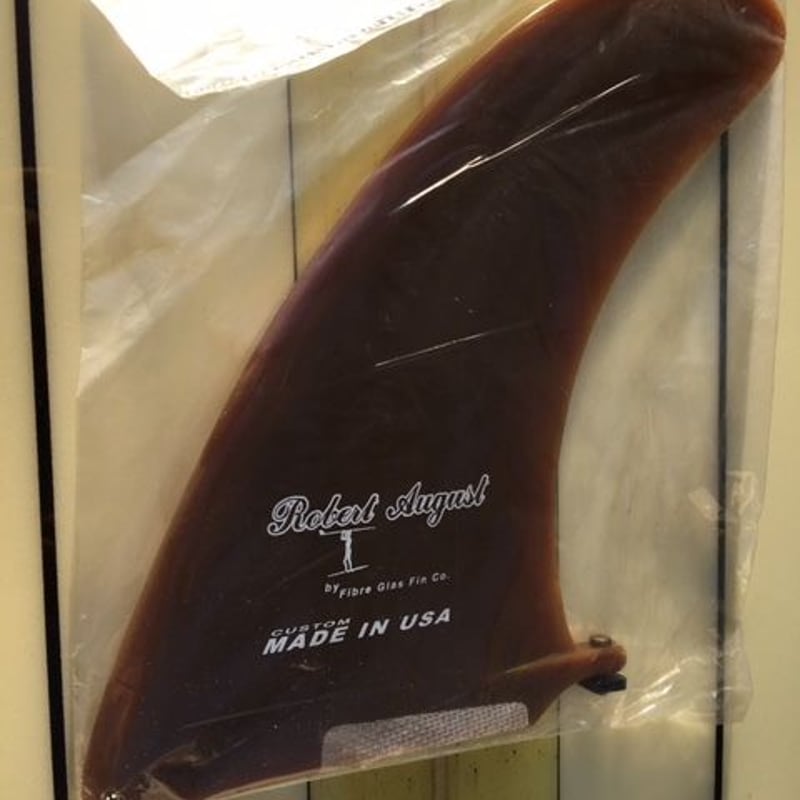 Robert August
by Fibre Glas Fin Co.
CUSTOM
MADE IN USA